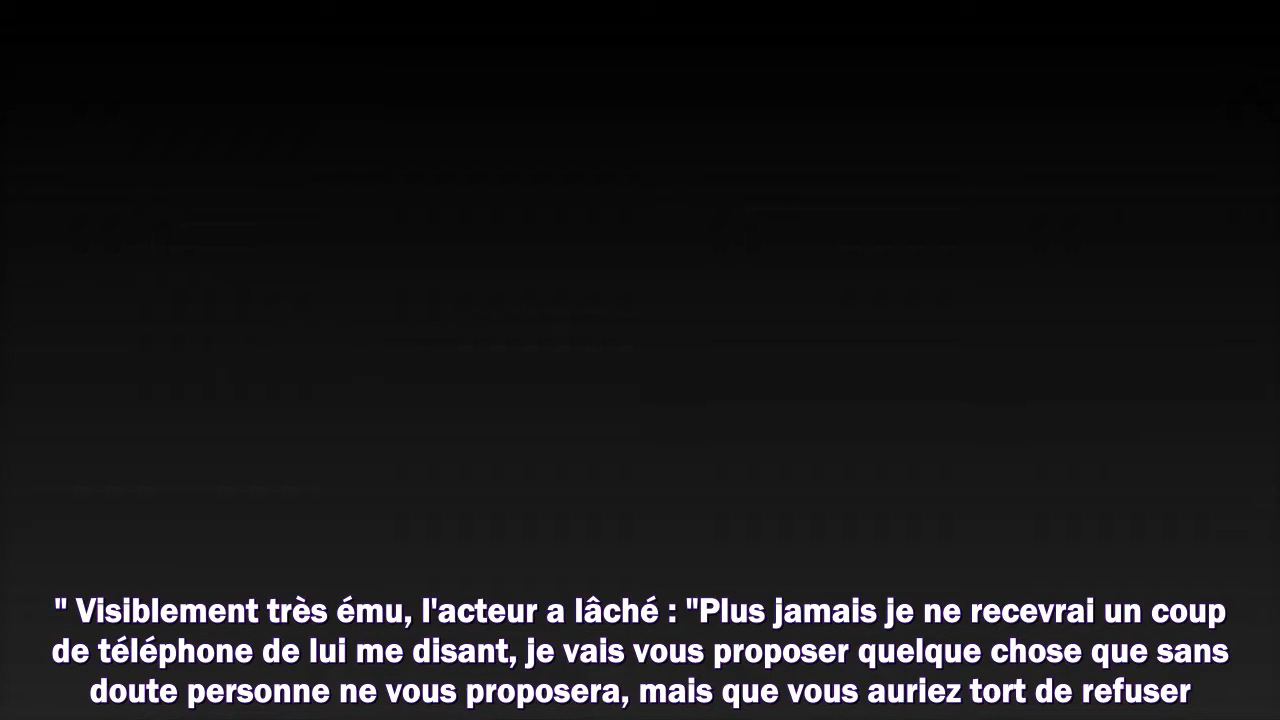 " Visiblement très ému, l'acteur a lâché : "Plus jamais je ne recevrai un coup
de téléphone de lui me disant, je vais vous proposer quelque chose que sans
doute personne ne vous proposera, mais que vous auriez tort de refuser